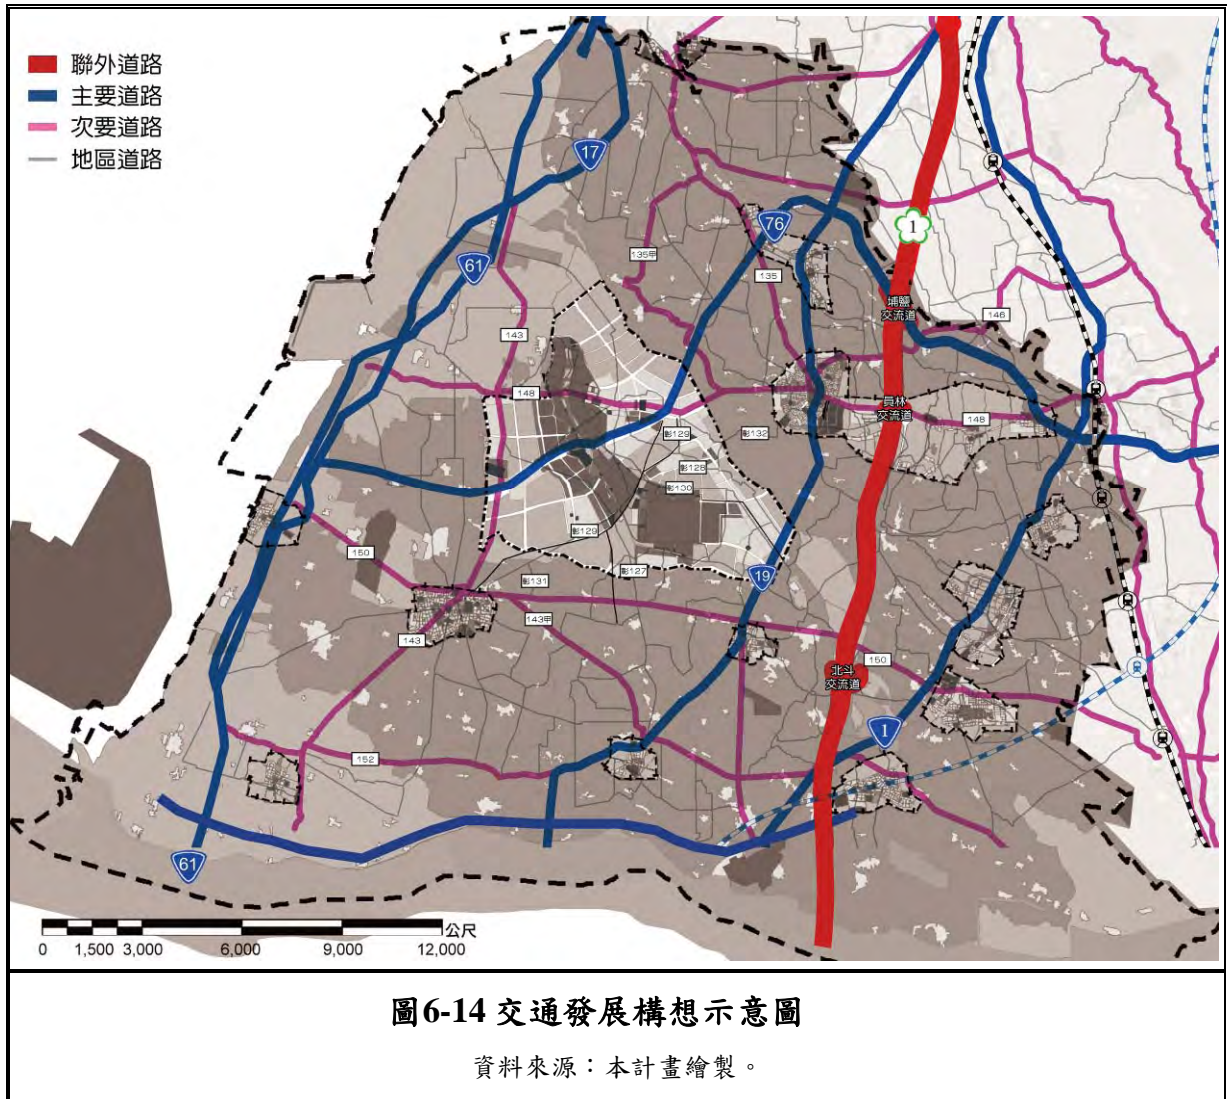 聯外道路
主要道路
次要道路
地區道路
17
76
1
61
135甲
135
埔鹽
交流道
146
143
148
員林
交流道
148
彰129
彰132
彰128
彰130
彰129
150
彰127
彰131
19
143甲
143
150
北斗
交流道
1
152
61
公尺
0 1,500 3,000 6,000 9,000 12,000
圖6-14 交通發展構想示意圖
資料來源：本計畫繪製。